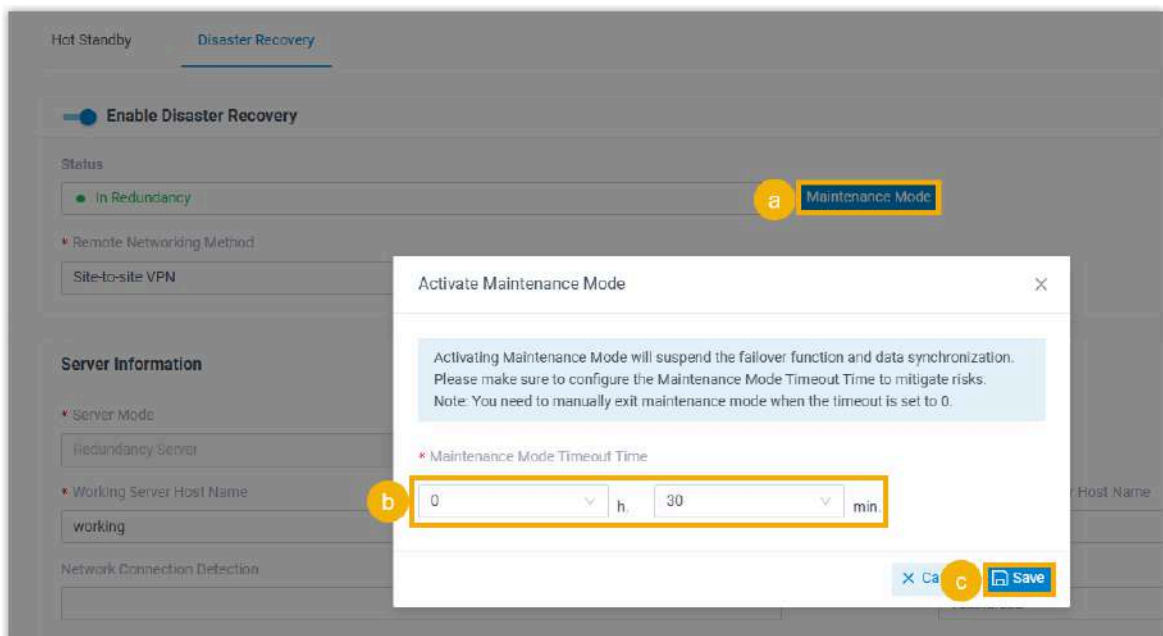 Hot Standby
Disaster Recovery
Enable Disaster Recovery
Status
In Redundancy
a
Maintenance Mode
* Remote Networking Method
Site-to-site VPN
Activate Maintenance Mode
Activating Maintenance Mode will suspend the failover function and data synchronization.
Please make sure to configure the Maintenance Mode Timeout Time to mitigate risks.
Note: You need to manually exit maintenance mode when the timeout is set to 0.
Server Information
* Server Mode
Redundancy Server
* Maintenance Mode Timeout Time
* Working Server Host Name
Host Name
b
0 h. 30 min.
working
Network Connection Detection
Ca
c
Save